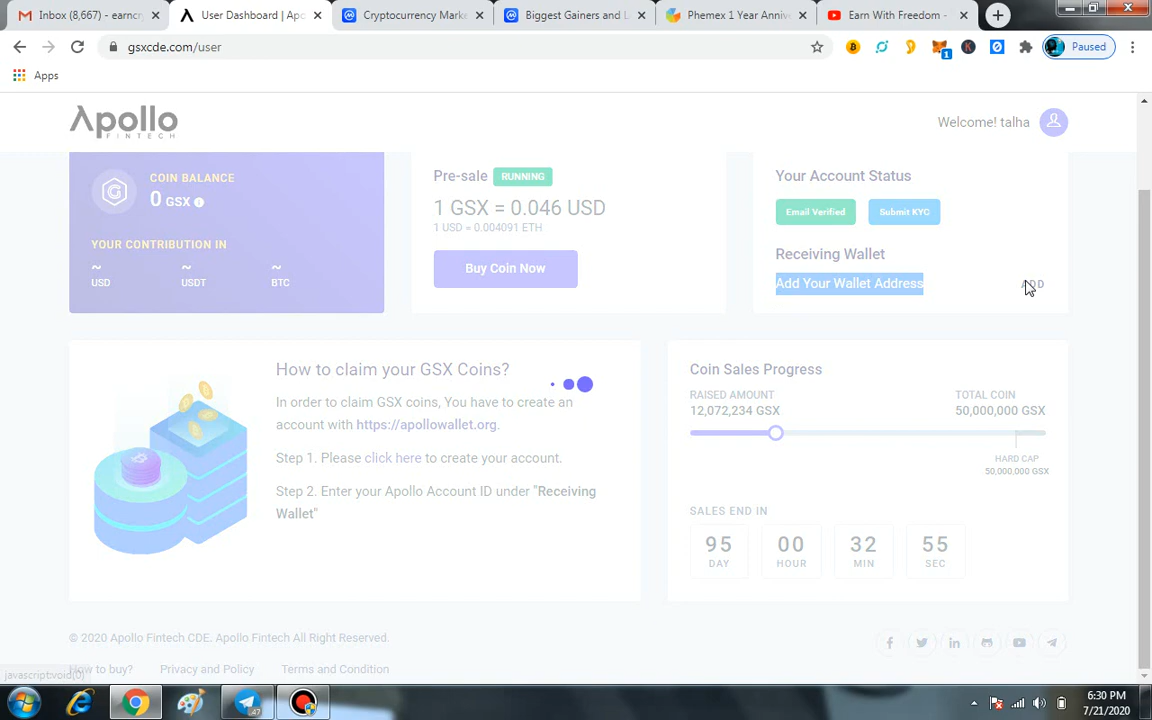 Inbox (8,667) - earncry
User Dashboard | Apo
Cryptocurrency Marke
Biggest Gainers and L
Phemex 1 Year Annive
Earn With Freedom -
gsxcde.com/user
1
K
Paused
Apps
Apollo
FINTECH
Welcome! talha
COIN BALANCE
0 GSX
YOUR CONTRIBUTION IN
~ ~ ~
USD USDT BTC
Pre-sale RUNNING
1 GSX = 0.046 USD
1 USD = 0.004091 ETH
Buy Coin Now
Your Account Status
Email Verified Submit KYC
Receiving Wallet
Add Your Wallet Address ADD
How to claim your GSX Coins?
In order to claim GSX coins, You have to create an
account with https://apollowallet.org.
Step 1. Please click here to create your account.
Step 2. Enter your Apollo Account ID under "Receiving
Wallet"
Coin Sales Progress
RAISED AMOUNT TOTAL COIN
12,072,234 GSX 50,000,000 GSX
HARD CAP
50,000,000 GSX
SALES END IN
95 00 32 55
DAY HOUR MIN SEC
© 2020 Apollo Fintech CDE. Apollo Fintech All Right Reserved.
How to buy? Privacy and Policy Terms and Condition
javascript:void(0)
47
6:30 PM
7/21/2020